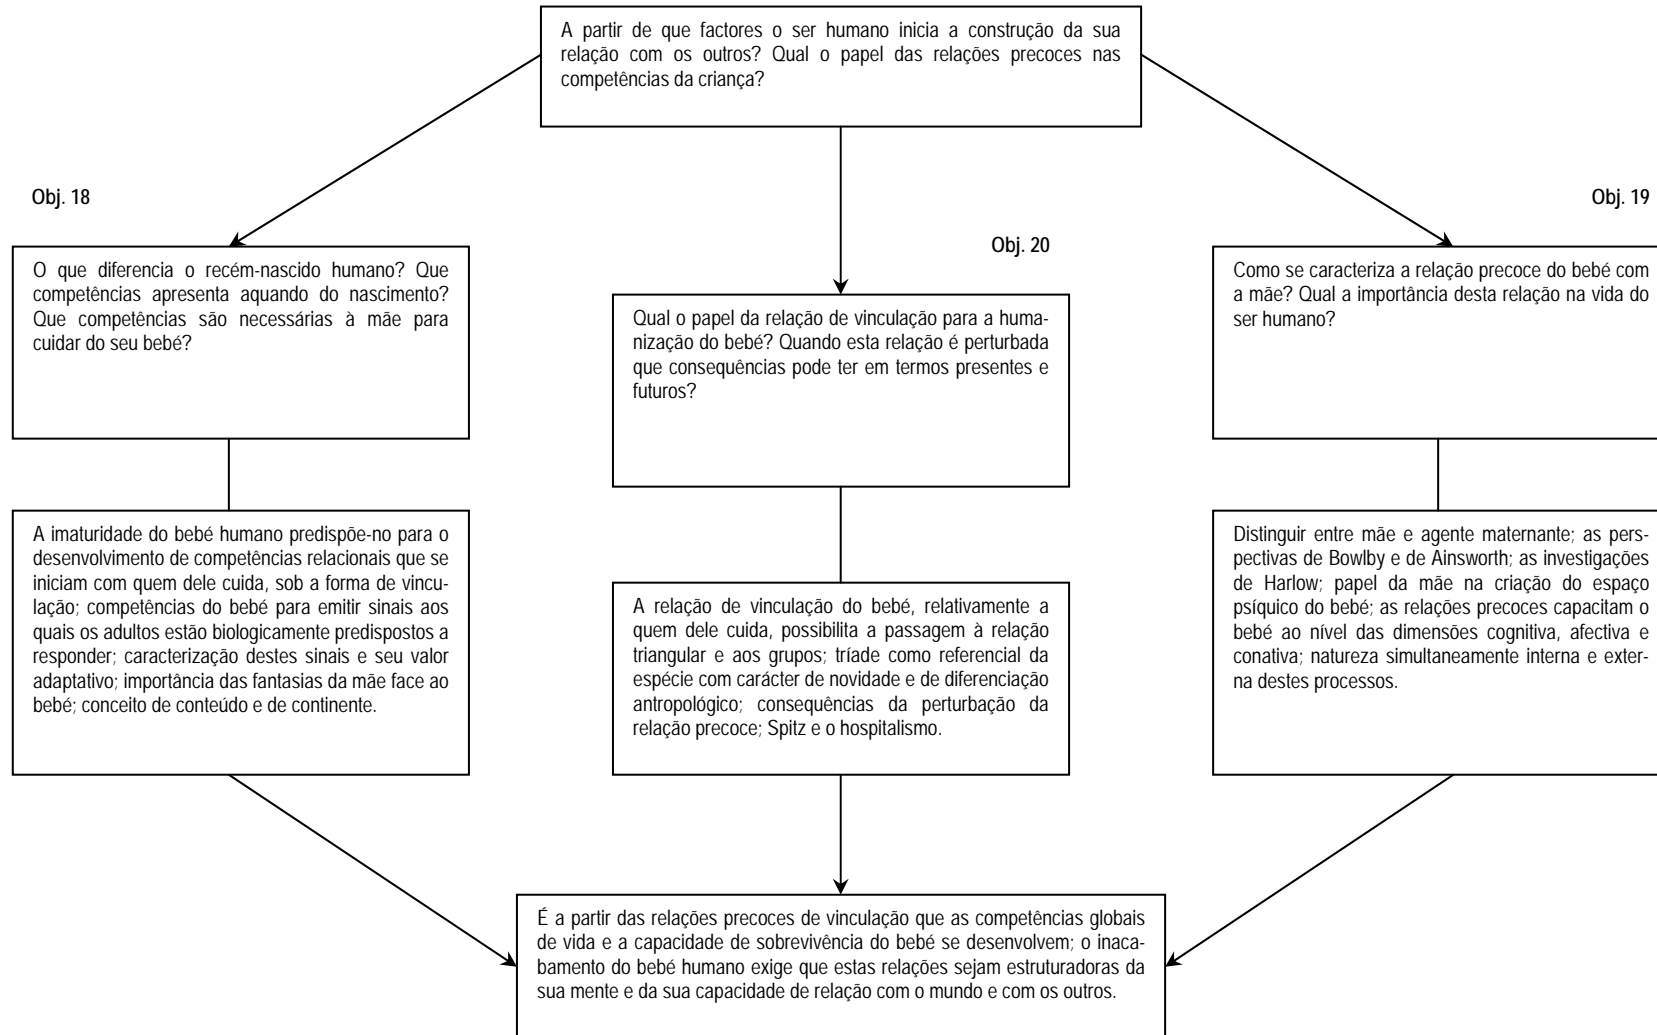 A partir de que factores o ser humano inicia a construção da sua
relação com os outros? Qual o papel das relações precoces nas
competências da criança?
Obj. 18
O que diferencia o recém-nascido humano? Que
competências apresenta aquando do nascimento?
Que competências são necessárias à mãe para
cuidar do seu bebé?
A imaturidade do bebé humano predispõe-no para o
desenvolvimento de competências relacionais que se
iniciam com quem dele cuida, sob a forma de vincu-
lação; competências do bebé para emitir sinais aos
quais os adultos estão biologicamente predispostos a
responder; caracterização destes sinais e seu valor
adaptativo; importância das fantasias da mãe face ao
bebé; conceito de conteúdo e de continente.
Obj. 20
Qual o papel da relação de vinculação para a huma-
nização do bebé? Quando esta relação é perturbada
que consequências pode ter em termos presentes e
futuros?
A relação de vinculação do bebé, relativamente a
quem dele cuida, possibilita a passagem à relação
triangular e aos grupos; tríade como referencial da
espécie com carácter de novidade e de diferenciação
antropológico; consequências da perturbação da
relação precoce; Spitz e o hospitalismo.
Obj. 19
Como se caracteriza a relação precoce do bebé com
a mãe? Qual a importância desta relação na vida do
ser humano?
Distinguir entre mãe e agente maternante; as pers-
pectivas de Bowlby e de Ainsworth; as investigações
de Harlow; papel da mãe na criação do espaço
psíquico do bebé; as relações precoces capacitam o
bebé ao nível das dimensões cognitiva, afectiva e
conativa; natureza simultaneamente interna e exter-
na destes processos.
É a partir das relações precoces de vinculação que as competências globais
de vida e a capacidade de sobrevivência do bebé se desenvolvem; o inaca-
bamento do bebé humano exige que estas relações sejam estruturadoras da
sua mente e da sua capacidade de relação com o mundo e com os outros.